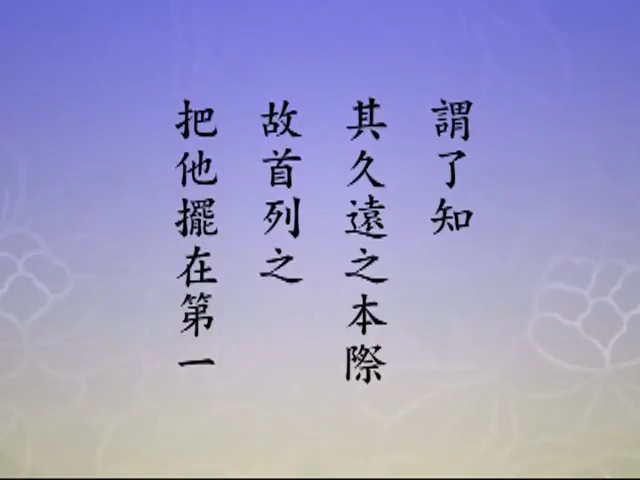 謂了知
其久遠之本際
故首列之
把他擺在第一